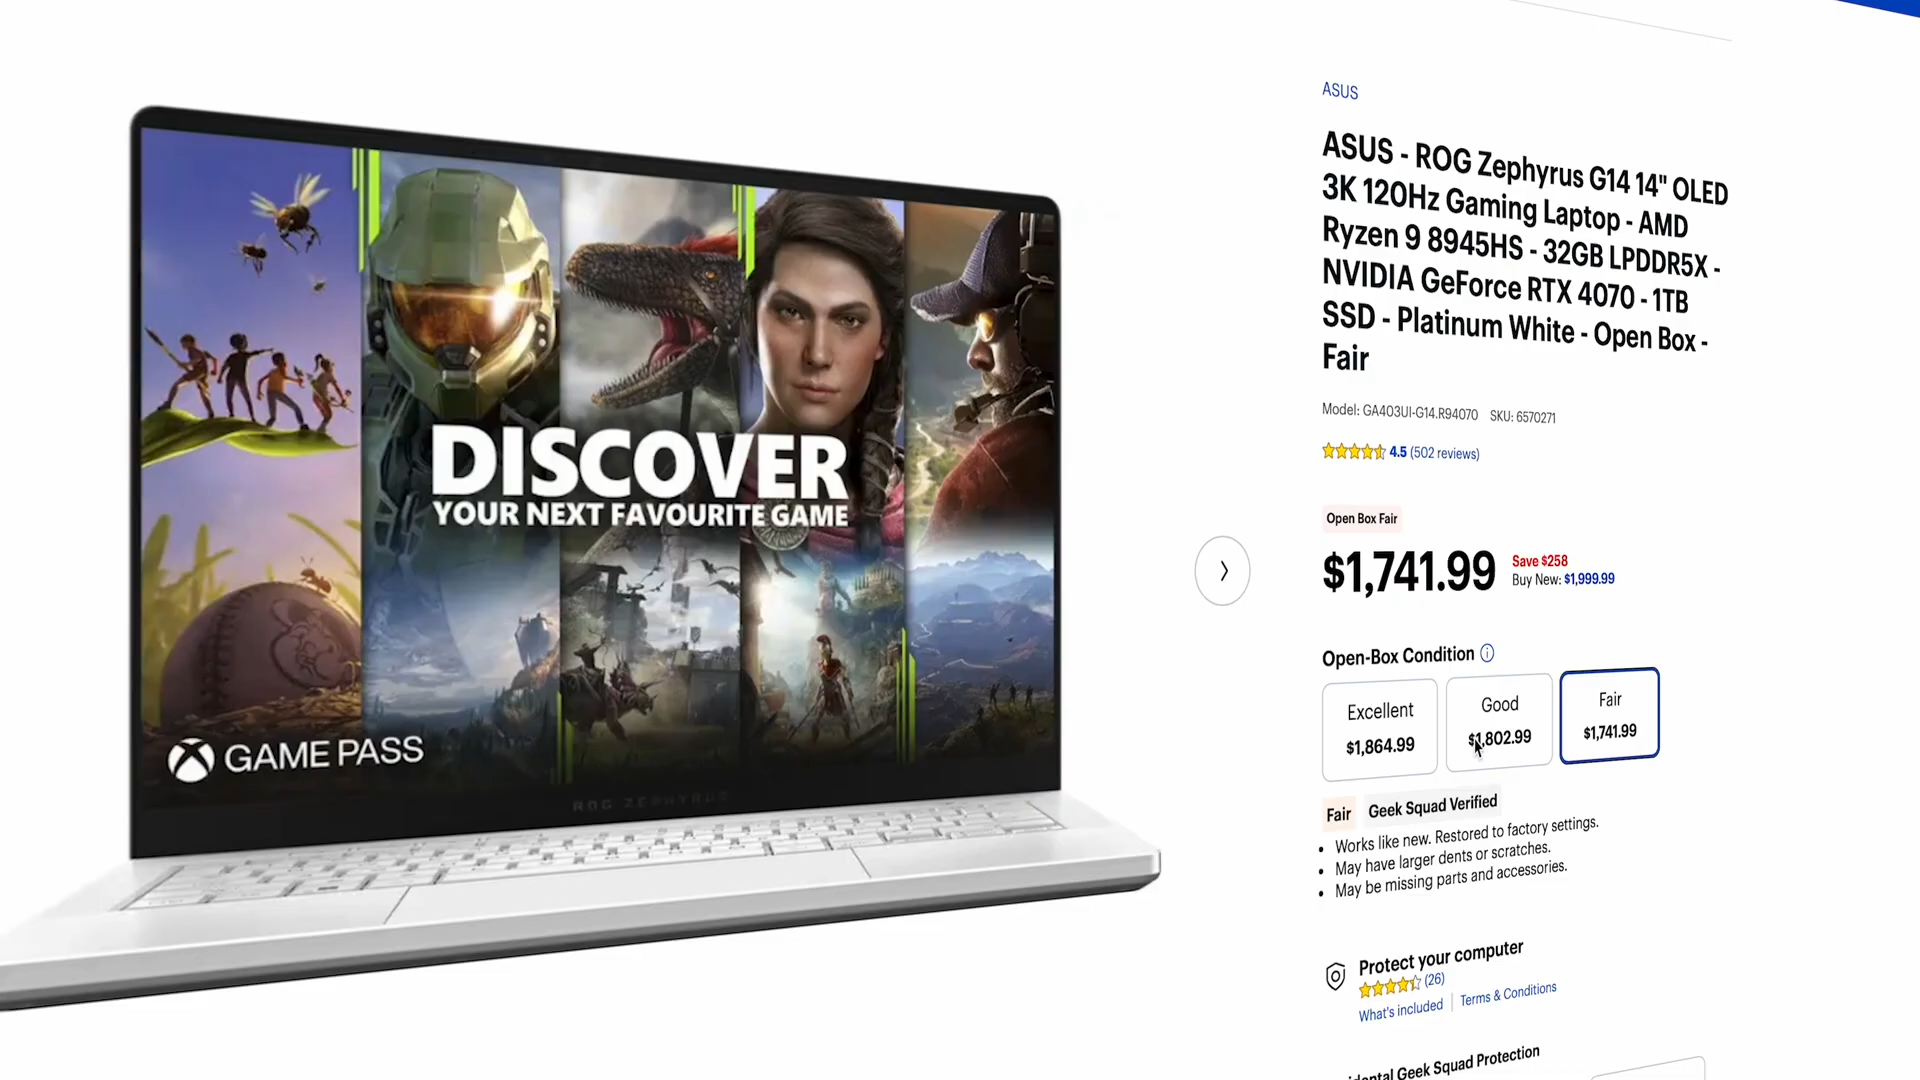 ASUS
ASUS - ROG Zephyrus G14 14" OLED
3K 120Hz Gaming Laptop - AMD
Ryzen 9 8945HS - 32GB LPDDR5X -
NVIDIA GeForce RTX 4070 - 1TB
SSD - Platinum White - Open Box -
Fair
Model: GA403UI-G14.R94070 SKU: 6570271
4.5 (502 reviews)
Open Box Fair
$1,741.99
Save $258
Buy New: $1,999.99
Open-Box Condition
Excellent
$1,864.99
Good
$1,802.99
Fair
$1,741.99
Fair Geek Squad Verified
• Works like new. Restored to factory settings.
• May have larger dents or scratches.
• May be missing parts and accessories.
Protect your computer
(26)
What's included | Terms & Conditions
Geek Squad Protection
DISCOVER
YOUR NEXT FAVOURITE GAME
GAME PASS
ROG ZEPHYRUS